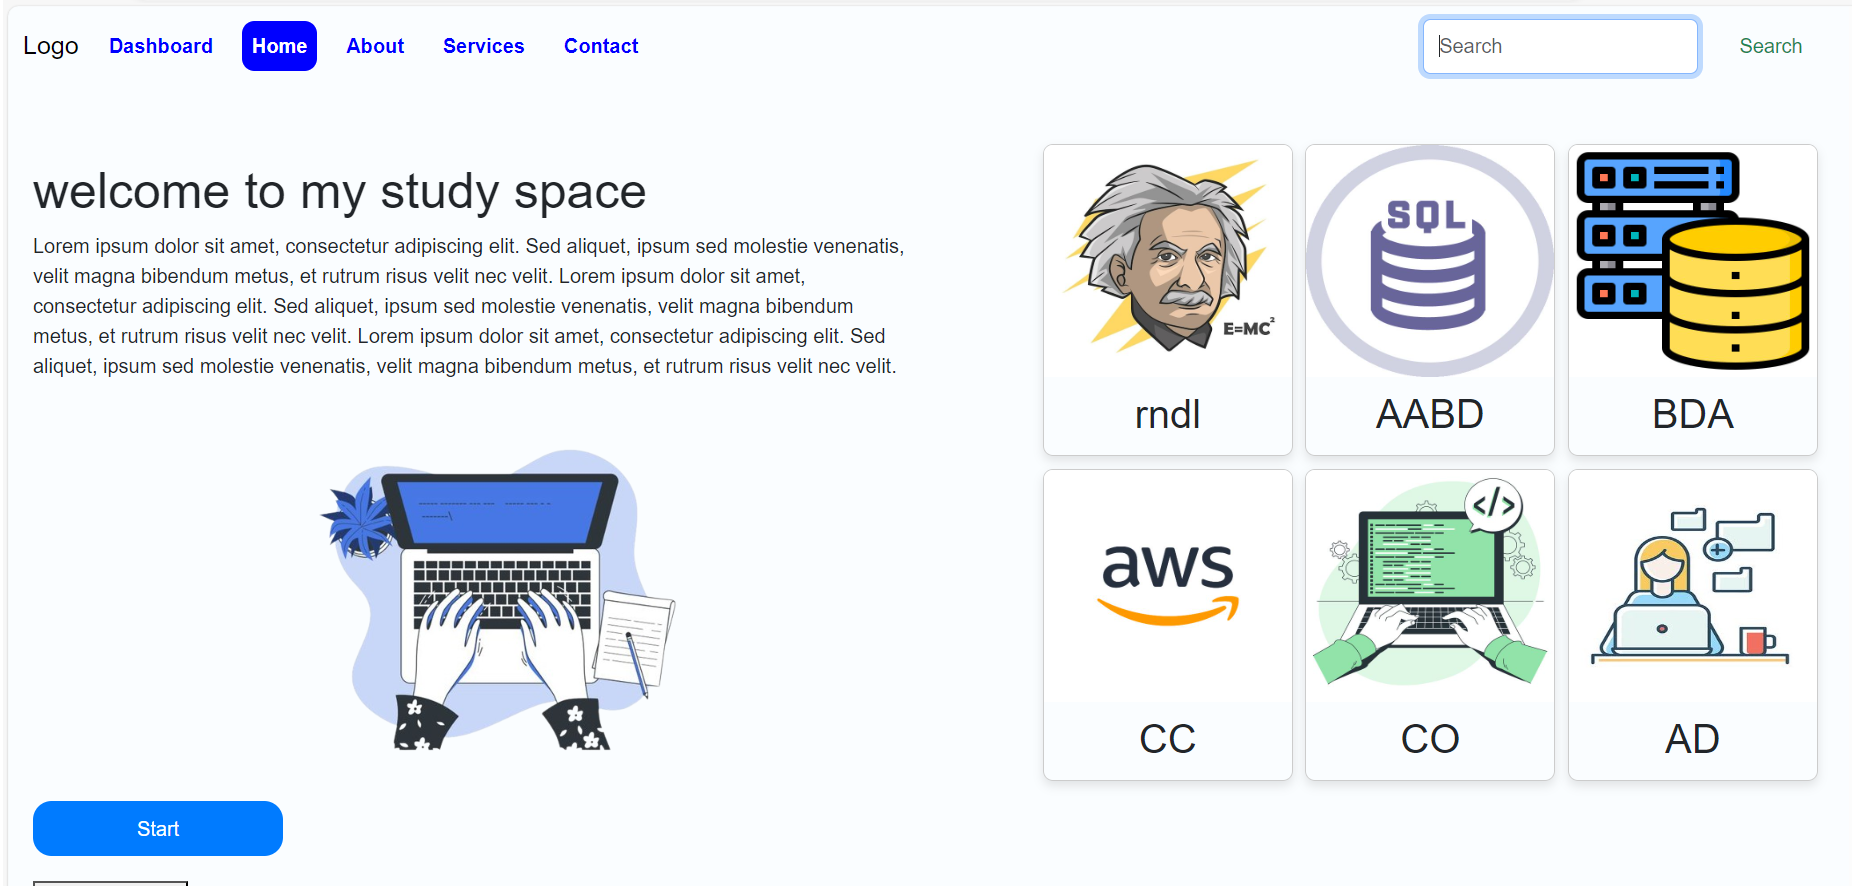 Logo Dashboard Home About Services Contact Search Search
welcome to my study space
Lorem ipsum dolor sit amet, consectetur adipiscing elit. Sed aliquet, ipsum sed molestie venenatis,
velit magna bibendum metus, et rutrum risus velit nec velit. Lorem ipsum dolor sit amet,
consectetur adipiscing elit. Sed aliquet, ipsum sed molestie venenatis, velit magna bibendum
metus, et rutrum risus velit nec velit. Lorem ipsum dolor sit amet, consectetur adipiscing elit. Sed
aliquet, ipsum sed molestie venenatis, velit magna bibendum metus, et rutrum risus velit nec velit.
Start
E=MC²
rndl
SQL
AABD
BDA
aws
CC
</>
CO
AD